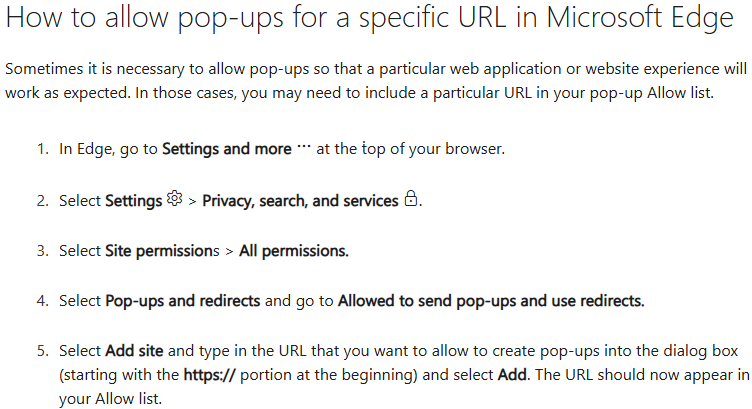 How to allow pop-ups for a specific URL in Microsoft Edge
Sometimes it is necessary to allow pop-ups so that a particular web application or website experience will
work as expected. In those cases, you may need to include a particular URL in your pop-up Allow list.
1. In Edge, go to Settings and more ··· at the top of your browser.
2. Select Settings > Privacy, search, and services .
3. Select Site permissions > All permissions.
4. Select Pop-ups and redirects and go to Allowed to send pop-ups and use redirects.
5. Select Add site and type in the URL that you want to allow to create pop-ups into the dialog box
(starting with the https:// portion at the beginning) and select Add. The URL should now appear in
your Allow list.